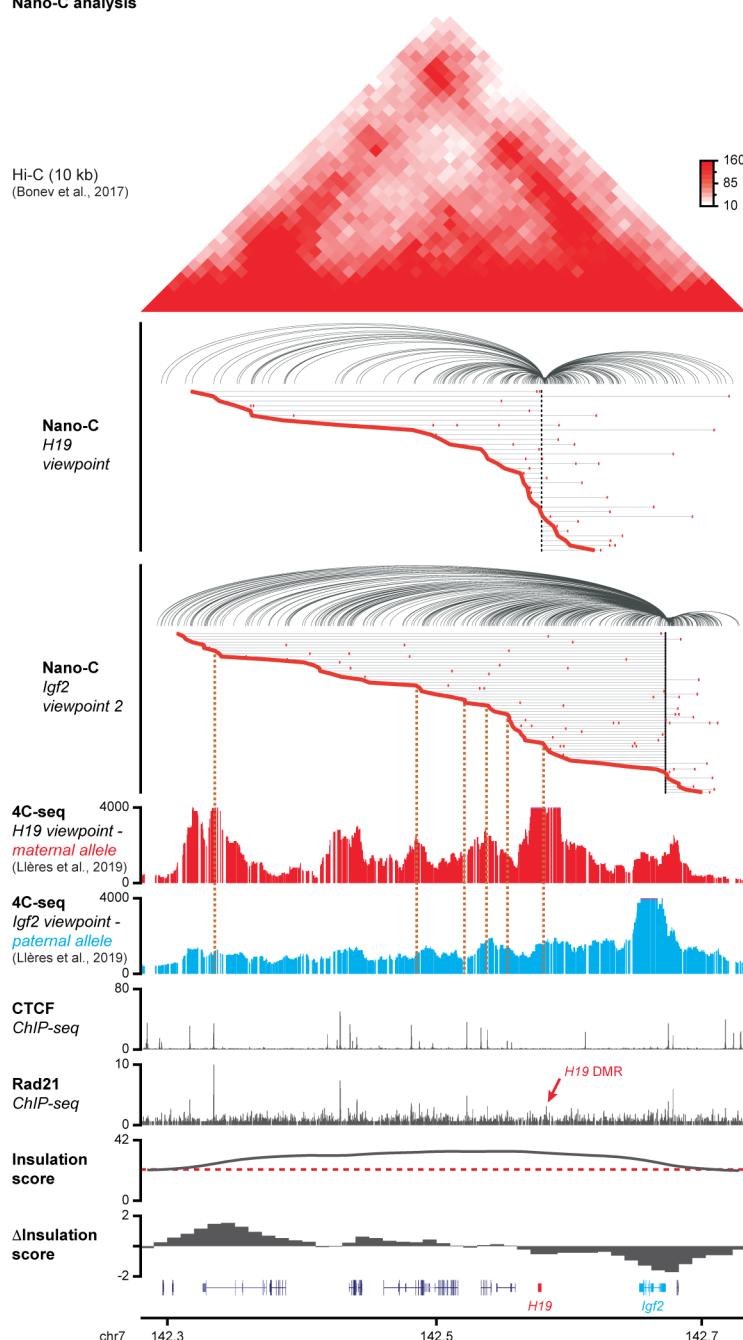 Nano-C analysis
Hi-C (10 kb)
(Bonev et al., 2017)
160
85
10
Nano-C
H19
viewpoint
Nano-C
Igf2
viewpoint 2
4C-seq
H19 viewpoint -
maternal allele
(Llères et al., 2019)
4000
0
4C-seq
Igf2 viewpoint -
paternal allele
(Llères et al., 2019)
4000
0
CTCF
ChIP-seq
80
0
Rad21
ChIP-seq
10
0
H19 DMR
Insulation
score
42
0
ΔInsulation
score
2
-2
H19
Igf2
chr7
142.3
142.5
142.7